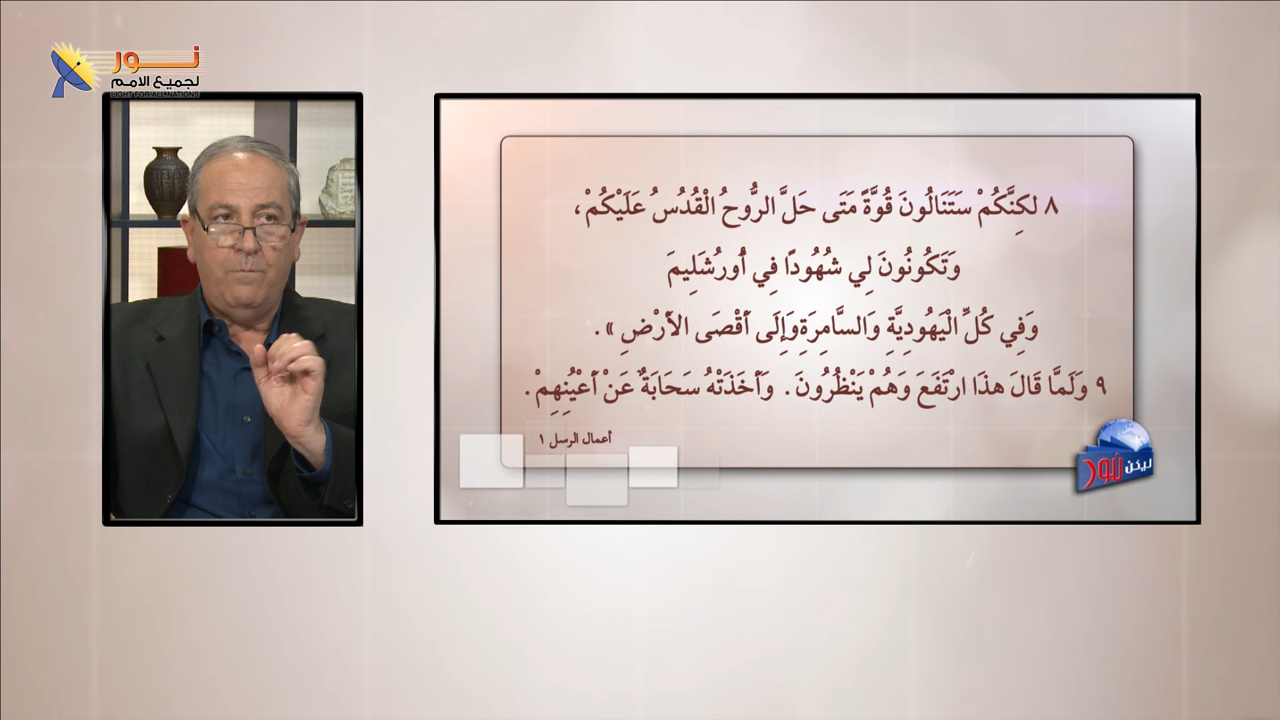 نور
لجميع الامم
LIGHT FOR ALL NATIONS
٨ لكِنَّكُمْ سَتَنَالُونَ قُوَّةً مَتَى حَلَّ الرُّوحُ الْقُدُسُ عَلَيْكُمْ،
وَتَكُونُونَ لِي شُهُودًا فِي أُورُشَلِيمَ
وَفِي كُلِّ الْيَهُودِيَّةِ وَالسَّامِرَةِ وَإِلَى أَقْصَى الأَرْضِ ».
٩ وَلَمَّا قَالَ هذَا ارْتَفَعَ وَهُمْ يَنْظُرُونَ. وَأَخَذَتْهُ سَحَابَةٌ عَنْ أَعْيُنِهِمْ.
أعمال الرسل ١
ليكن نور